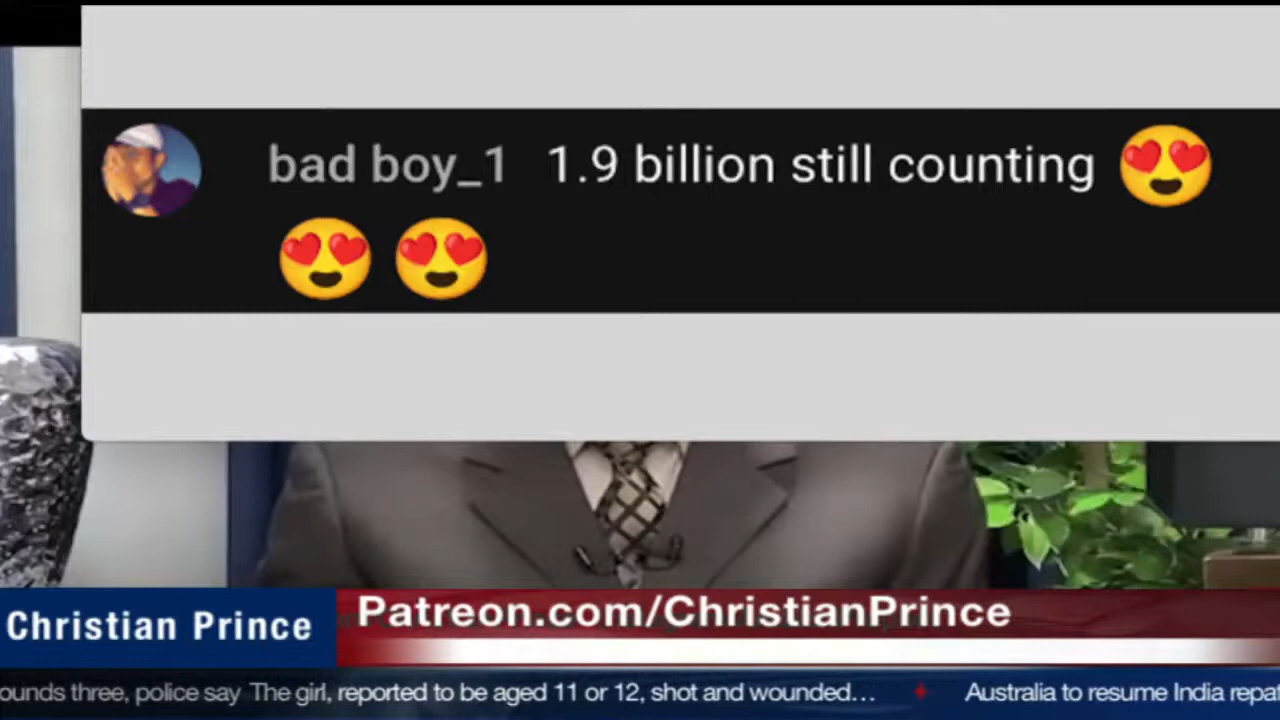 bad boy_1 1.9 billion still counting 😍
😍 😍
Christian Prince
Patreon.com/ChristianPrince
ounds three, police say The girl, reported to be aged 11 or 12, shot and wounded… Australia to resume India repat